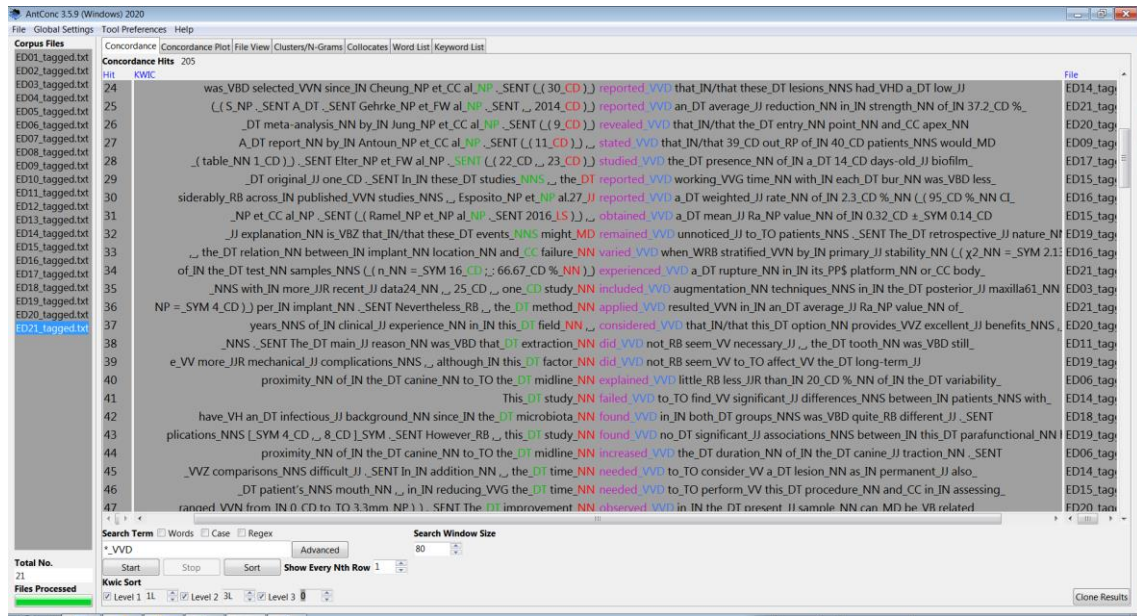 AntConc 3.5.9 (Windows) 2020
File Global Settings Tool Preferences Help
Corpus Files
ED01_tagged.txt
ED02_tagged.txt
ED03_tagged.txt
ED04_tagged.txt
ED05_tagged.txt
ED06_tagged.txt
ED07_tagged.txt
ED08_tagged.txt
ED09_tagged.txt
ED10_tagged.txt
ED11_tagged.txt
ED12_tagged.txt
ED13_tagged.txt
ED14_tagged.txt
ED15_tagged.txt
ED16_tagged.txt
ED17_tagged.txt
ED18_tagged.txt
ED19_tagged.txt
ED20_tagged.txt
ED21_tagged.txt
Total No.
21
Files Processed
Concordance Concordance Plot File View Clusters/N-Grams Collocates Word List Keyword List
Concordance Hits 205
Hit KWIC File
24 was_VBD selected_VVN since_IN Cheung_NP et_CC al_NP ._SENT (_( 30_CD )_) reported_VVD that_IN/that these_DT lesions_NNS had_VHD a_DT low_JJ ED14_tag
25 (_( S_NP ._SENT A_DT ._SENT Gehrke_NP et_FW al_NP ._SENT ,_, 2014_CD )_) reported_VVD an_DT average_JJ reduction_NN in_IN strength_NN of_IN 37.2_CD %_ ED21_tag
26 _DT meta-analysis_NN by_IN Jung_NP et_CC al_NP ._SENT (_( 9_CD )_) revealed_VVD that_IN/that the_DT entry_NN point_NN and_CC apex_NN ED20_tag
27 A_DT report_NN by_IN Antoun_NP et_CC al_NP ._SENT (_( 11_CD )_) ,_, stated_VVD that_IN/that 39_CD out_RP of_IN 40_CD patients_NNS would_MD ED09_tag
28 _( table_NN 1_CD )_) ._SENT Elter_NP et_FW al_NP ._SENT (_( 22_CD ,_, 23_CD )_) studied_VVD the_DT presence_NN of_IN a_DT 14_CD days-old_JJ biofilm_ ED17_tag
29 _DT original_JJ one_CD ._SENT In_IN these_DT studies_NNS ,_, the_DT reported_VVD working_VVG time_NN with_IN each_DT bur_NN was_VBD less_ ED15_tag
30 siderably_RB across_IN published_VVN studies_NNS ,_, Esposito_NP et_NP al.27_JJ reported_VVD a_DT weighted_JJ rate_NN of_IN 2.3_CD %_NN (_( 95_CD %_NN CI_ ED16_tag
31 _NP et_CC al_NP ._SENT (_( Ramel_NP et_NP al_NP ._SENT 2016_LS )_) ,_, obtained_VVD a_DT mean_JJ Ra_NP value_NN of_IN 0.32_CD ±_SYM 0.14_CD ED15_tag
32 _JJ explanation_NN is_VBZ that_IN/that these_DT events_NNS might_MD remained_VVD unnoticed_JJ to_TO patients_NNS ._SENT The_DT retrospective_JJ nature_NN ED19_tag
33 ,_, the_DT relation_NN between_IN implant_NN location_NN and_CC failure_NN varied_VVD when_WRB stratified_VVN by_IN primary_JJ stability_NN (_( χ2_NN =_SYM 2.13 ED16_tag
34 of_IN the_DT test_NN samples_NNS (_( n_NN =_SYM 16_CD ;_: 66.67_CD %_NN )_) experienced_VVD a_DT rupture_NN in_IN its_PP$ platform_NN or_CC body_ ED21_tag
35 _NNS with_IN more_JJR recent_JJ data24_NN ,_, 25_CD ,_, one_CD study_NN included_VVD augmentation_NN techniques_NNS in_IN the_DT posterior_JJ maxilla61_NN ED03_tag
36 NP =_SYM 4_CD )_) per_IN implant_NN ._SENT Nevertheless_RB ,_, the_DT method_NN applied_VVD resulted_VVN in_IN an_DT average_JJ Ra_NP value_NN of_ ED21_tag
37 years_NNS of_IN clinical_JJ experience_NN in_IN this_DT field_NN ,_, considered_VVD that_IN/that this_DT option_NN provides_VVZ excellent_JJ benefits_NNS ED20_tag
38 _NNS ._SENT The_DT main_JJ reason_NN was_VBD that_DT extraction_NN did_VVD not_RB seem_VV necessary_JJ ,_, the_DT tooth_NN was_VBD still_ ED11_tag
39 e_VV more_JJR mechanical_JJ complications_NNS ,_, although_IN this_DT factor_NN did_VVD not_RB seem_VV to_TO affect_VV the_DT long-term_JJ ED19_tag
40 proximity_NN of_IN the_DT canine_NN to_TO the_DT midline_NN explained_VVD little_RB less_JJR than_IN 20_CD %_NN of_IN the_DT variability_ ED06_tag
41 This_DT study_NN failed_VVD to_TO find_VV significant_JJ differences_NNS between_IN patients_NNS with_ ED14_tag
42 have_VH an_DT infectious_JJ background_NN since_IN the_DT microbiota_NN found_VVD in_IN both_DT groups_NNS was_VBD quite_RB different_JJ ._SENT ED18_tag
43 plications_NNS [_SYM 4_CD ,_, 8_CD ]_SYM ._SENT However_RB ,_, this_DT study_NN found_VVD no_DT significant_JJ associations_NNS between_IN this_DT parafunctional_NN ED19_tag
44 proximity_NN of_IN the_DT canine_NN to_TO the_DT midline_NN increased_VVD the_DT duration_NN of_IN the_DT canine_JJ traction_NN ._SENT ED06_tag
45 _VVZ comparisons_NNS difficult_JJ ._SENT In_IN addition_NN ,_, the_DT time_NN needed_VVD to_TO consider_VV a_DT lesion_NN as_IN permanent_JJ also_ ED14_tag
46 _DT patient's_NNS mouth_NN ,_, in_IN reducing_VVG the_DT time_NN needed_VVD to_TO perform_VV this_DT procedure_NN and_CC in_IN assessing_ ED15_tag
47 ranged_VVN from_IN 0_CD to_TO 3.3mm_NP )_) ._SENT The_DT improvement_NN observed_VVD in_IN the_DT present_JJ sample_NN can_MD be_VB related_ ED20_tag
Search Term Words Case Regex Search Window Size
*_VVD Advanced 80
Start Stop Sort Show Every Nth Row 1
Kwic Sort
Level 1 1L Level 2 3L Level 3 0 Clone Results